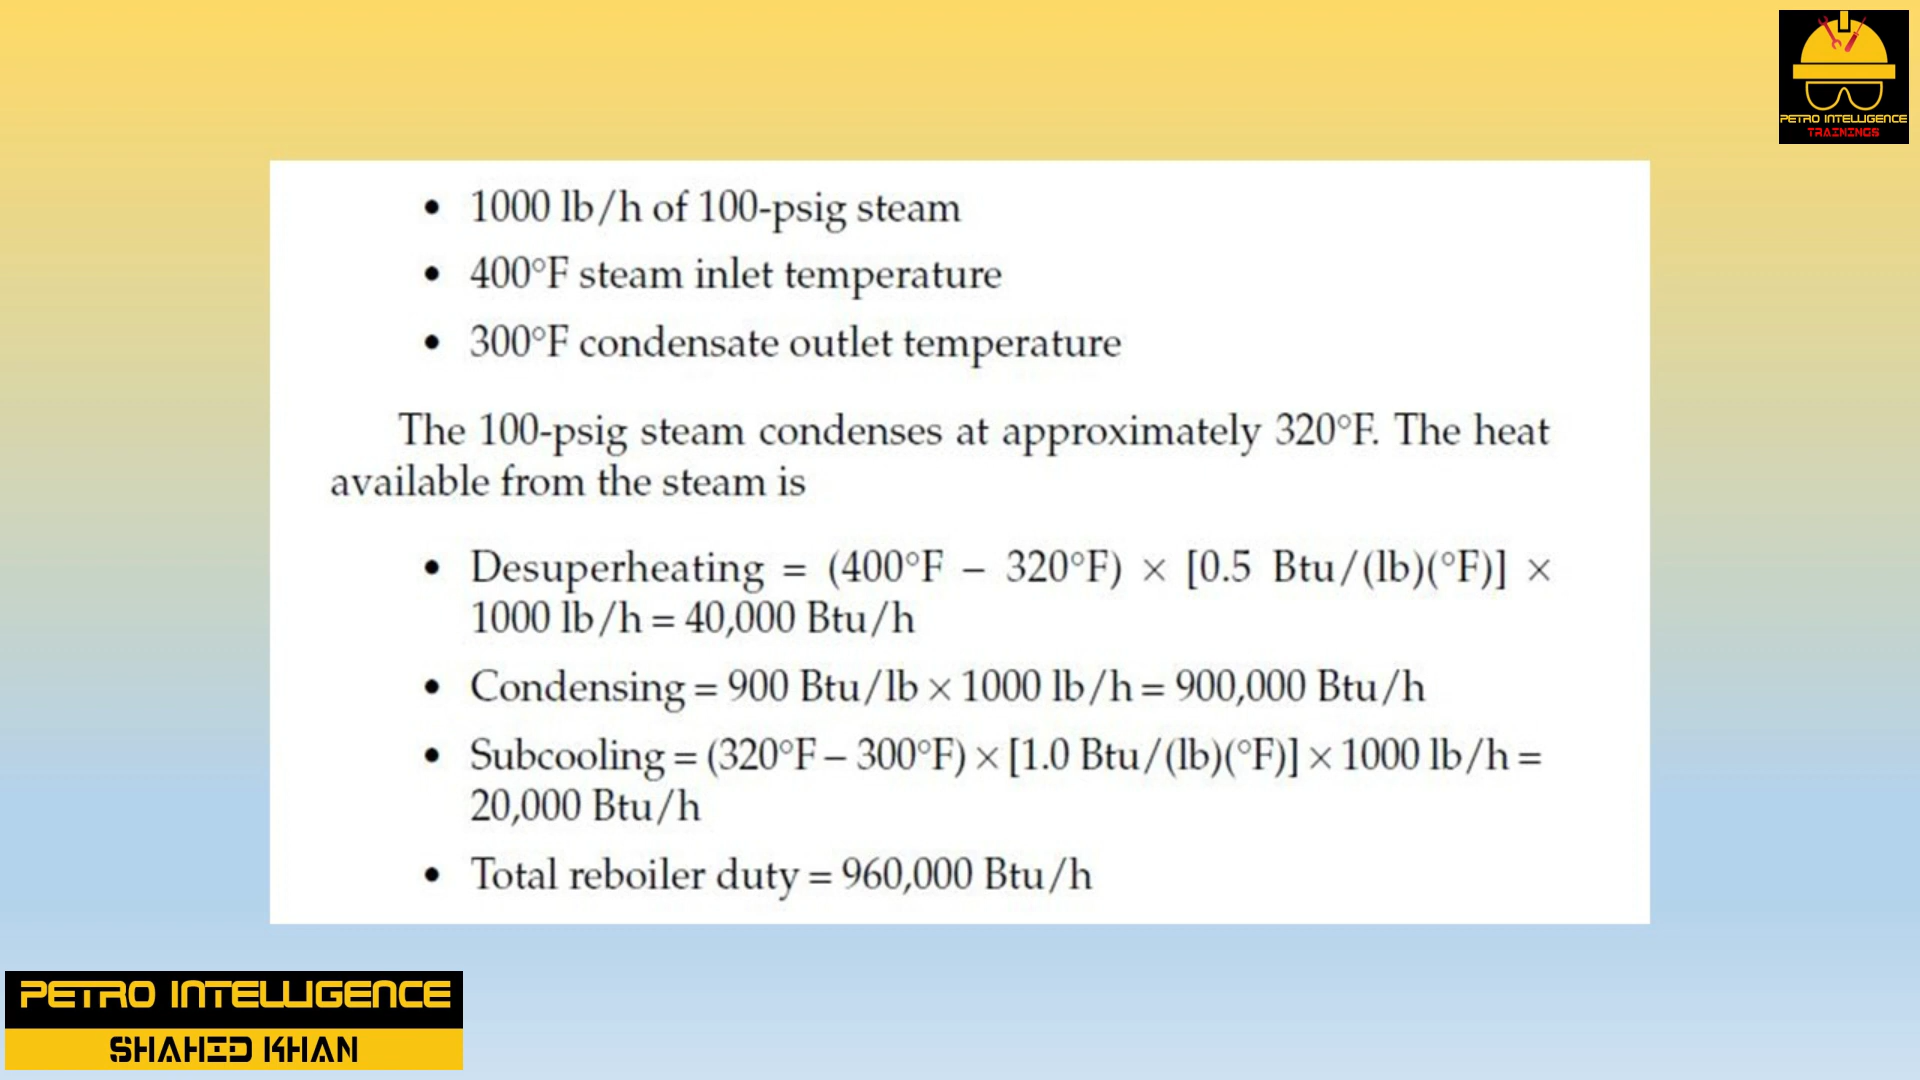 PETRO INTELLIGENCE
TRAININGS
• 1000 lb/h of 100-psig steam
• 400°F steam inlet temperature
• 300°F condensate outlet temperature
The 100-psig steam condenses at approximately 320°F. The heat
available from the steam is
• Desuperheating = (400°F – 320°F) × [0.5 Btu/(lb)(°F)] ×
1000 lb/h = 40,000 Btu/h
• Condensing = 900 Btu/lb × 1000 lb/h = 900,000 Btu/h
• Subcooling = (320°F – 300°F) × [1.0 Btu/(lb)(°F)] × 1000 lb/h =
20,000 Btu/h
• Total reboiler duty = 960,000 Btu/h
PETRO INTELLIGENCE
SHAHID KHAN